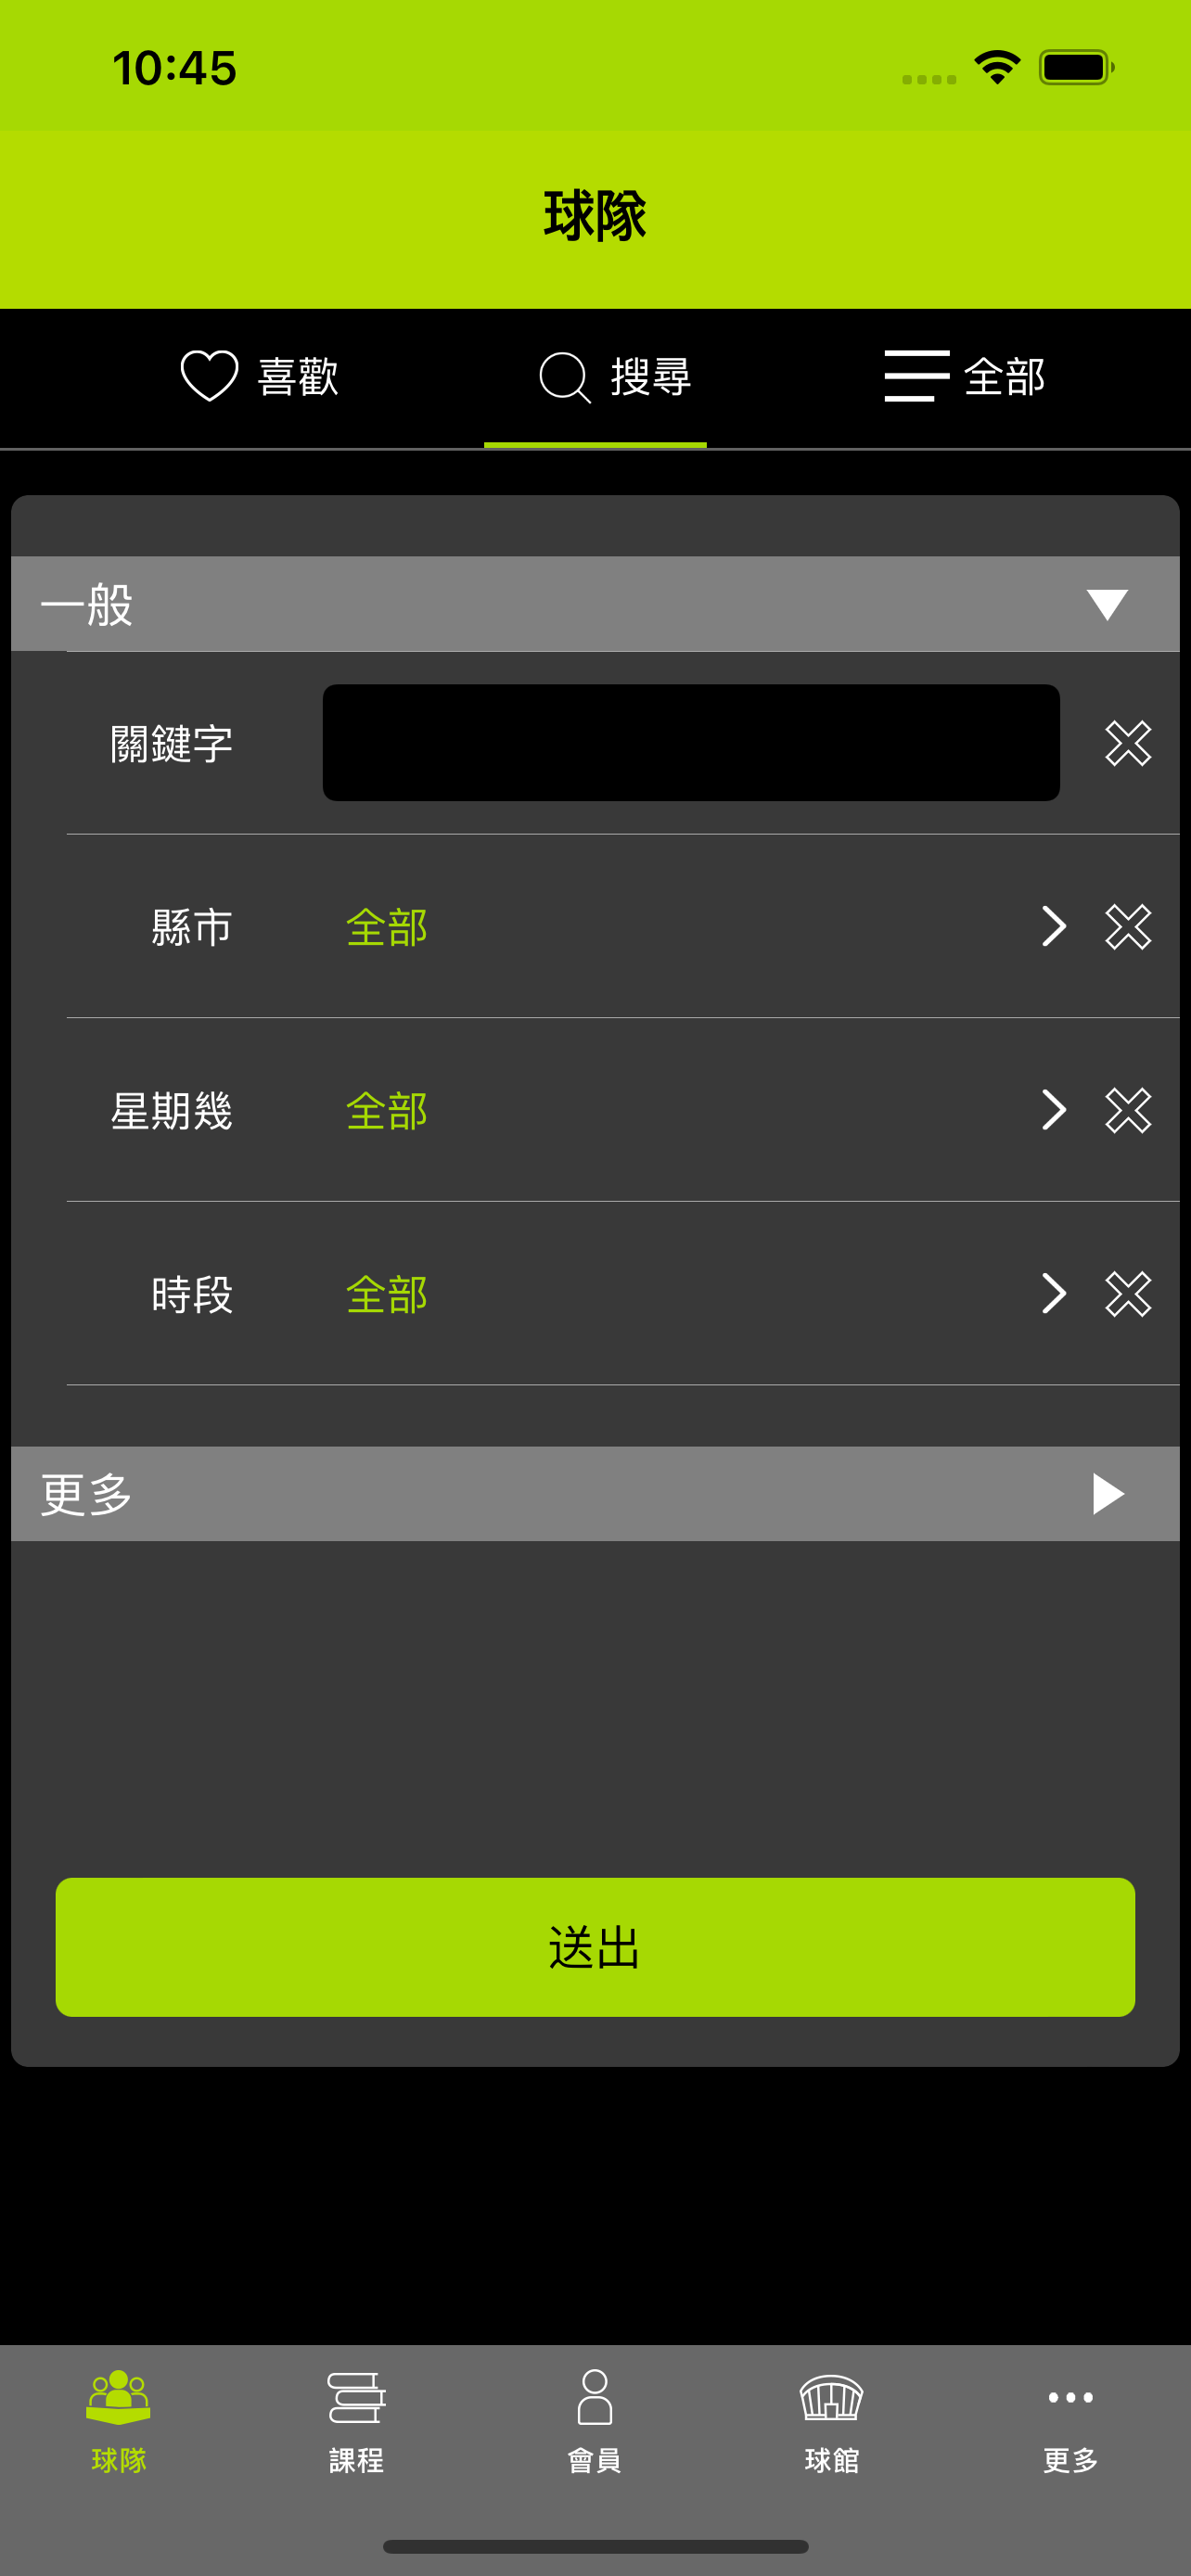 10:45
球隊
喜歡 搜尋 全部
一般
關鍵字
縣市 全部
星期幾 全部
時段 全部
更多
送出
球隊 課程 會員 球館 更多